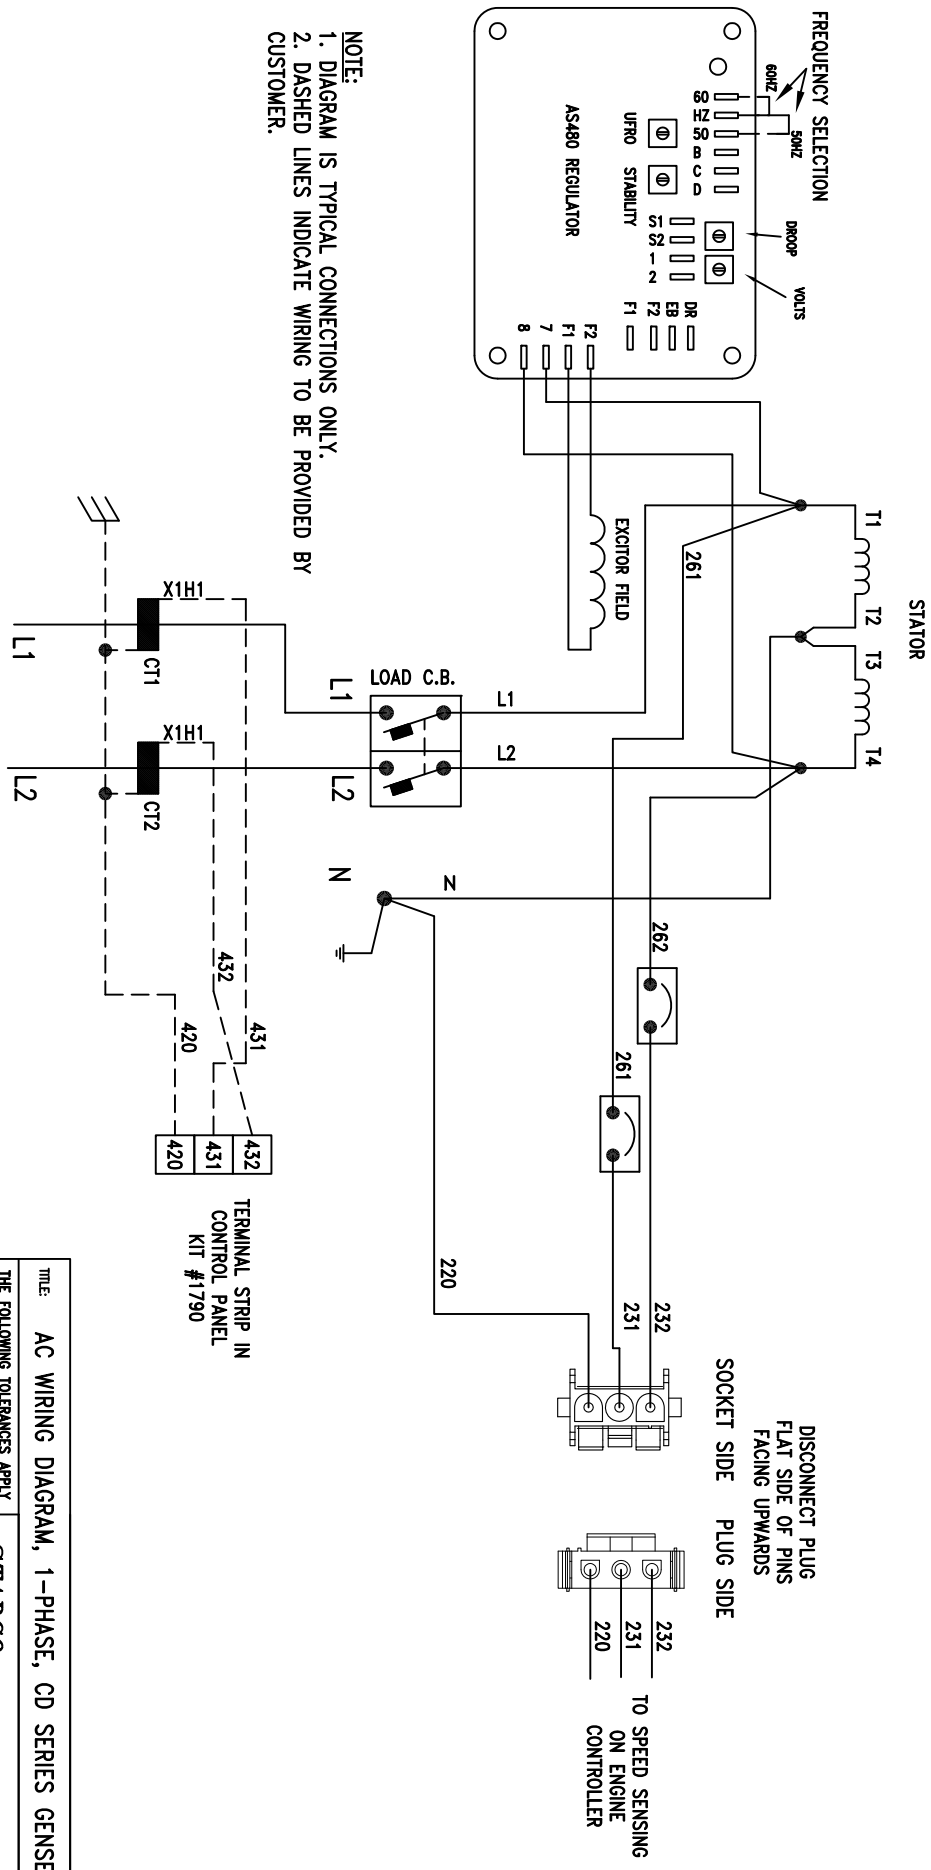 STATOR
FREQUENCY SELECTION
60HZ
50HZ
DROOP
VOLTS
60
HZ
50
B
C
D
S1
S2
1
2
DR
EB
F2
F1
UFRO
STABILITY
AS480 REGULATOR
F2
F1
7
8
T1
T2
T3
T4
EXCITOR FIELD
261
262
261
L1
L2
N
LOAD C.B.
L1
L2
N
232
231
220
DISCONNECT PLUG
FLAT SIDE OF PINS
FACING UPWARDS
SOCKET SIDE
PLUG SIDE
232
231
220
TO SPEED SENSING
ON ENGINE
CONTROLLER
NOTE:
1. DIAGRAM IS TYPICAL CONNECTIONS ONLY.
2. DASHED LINES INDICATE WIRING TO BE PROVIDED BY
CUSTOMER.
X1H1
CT1
X1H1
CT2
L1
L2
431
432
420
432
431
420
TERMINAL STRIP IN
CONTROL PANEL
KIT #1790
TITLE: AC WIRING DIAGRAM, 1-PHASE, CD SERIES GENSE
THE FOLLOWING TOLERANCES APPLY